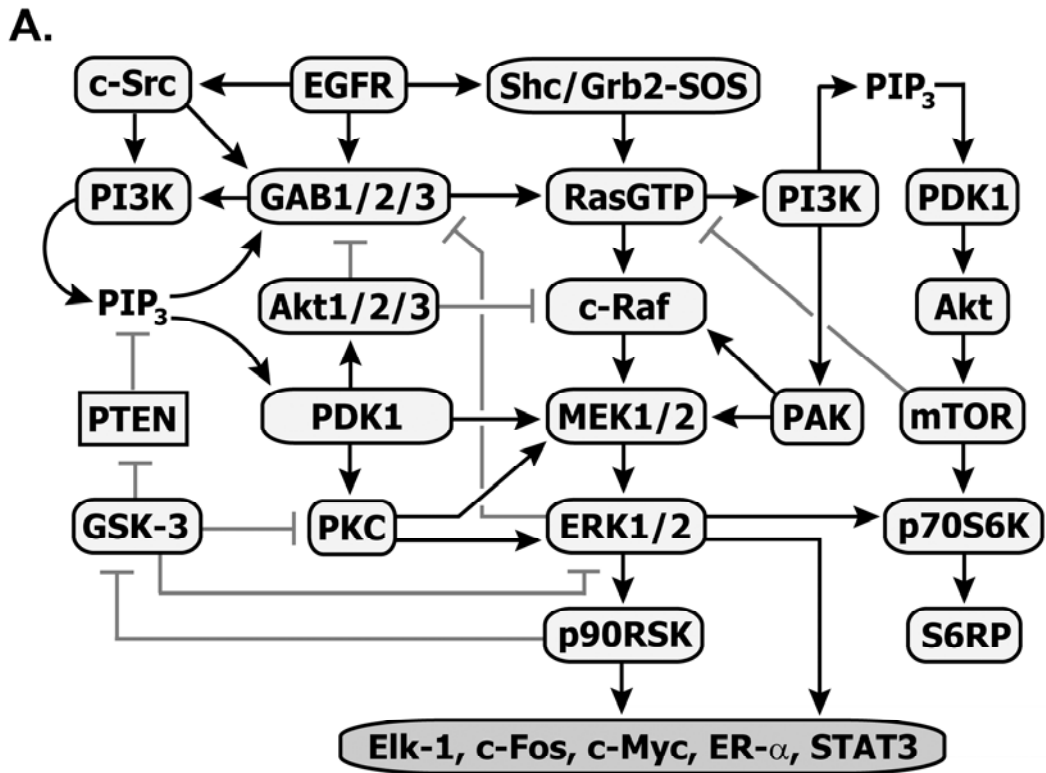 A.
c-Src
EGFR
Shc/Grb2-SOS
PIP3
PI3K
GAB1/2/3
RasGTP
PI3K
PDK1
PIP3
Akt1/2/3
c-Raf
Akt
PTEN
PDK1
MEK1/2
PAK
mTOR
GSK-3
PKC
ERK1/2
p70S6K
p90RSK
S6RP
Elk-1, c-Fos, c-Myc, ER-α, STAT3